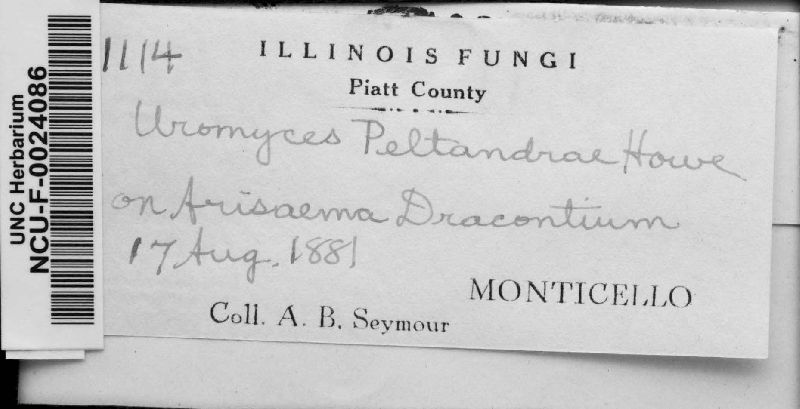 UNC Herbarium
NCU-F-0024086
1114
ILLINOIS FUNGI
Piatt County
Uromyces Peltandrae Howe
on Arisaema Dracontium
17 Aug. 1881
MONTICELLO
Coll. A. B. Seymour